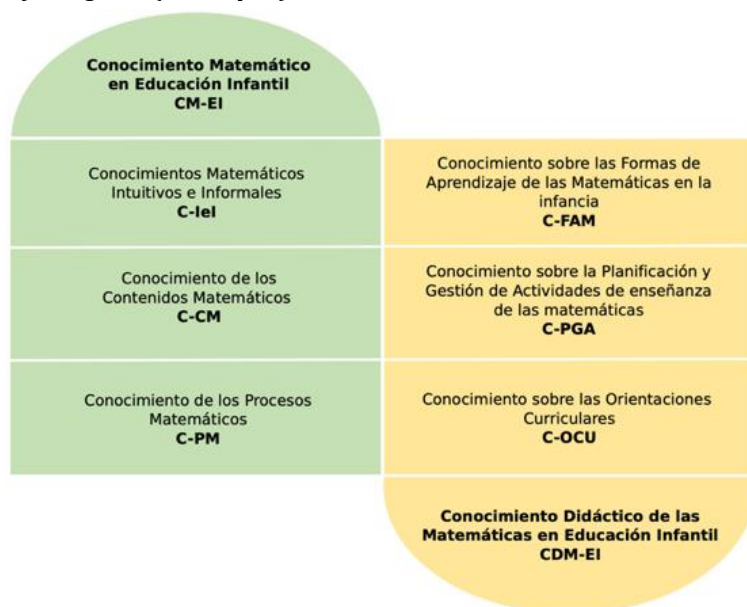 Conocimiento Matemático
en Educación Infantil
CM-EI
Conocimientos Matemáticos
Intuitivos e Informales
C-IeI
Conocimiento de los
Contenidos Matemáticos
C-CM
Conocimiento de los Procesos
Matemáticos
C-PM
Conocimiento sobre las Formas de
Aprendizaje de las Matemáticas en la
infancia
C-FAM
Conocimiento sobre la Planificación y
Gestión de Actividades de enseñanza
de las matemáticas
C-PGA
Conocimiento sobre las Orientaciones
Curriculares
C-OCU
Conocimiento Didáctico de las
Matemáticas en Educación Infantil
CDM-EI